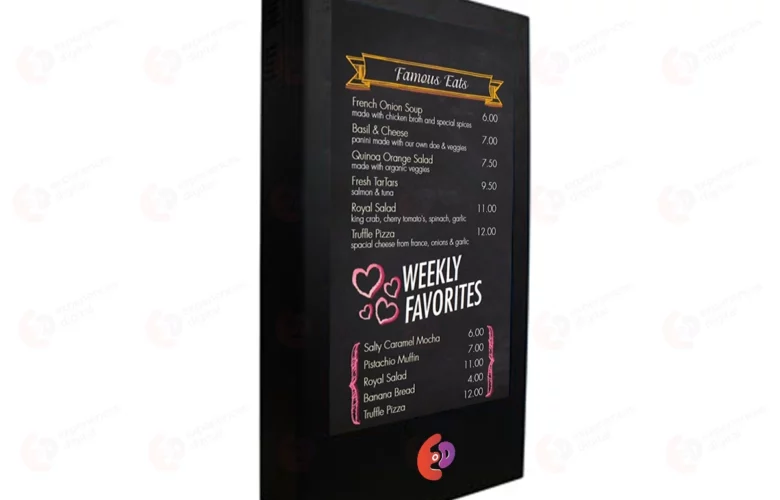 Famous Eats
French Onion Soup 6.00
made with chicken broth and special spices
Basil & Cheese 7.00
panini made with our own doe & veggies
Quinoa Orange Salad 7.50
made with organic veggies
Fresh TarTars 9.50
salmon & tuna
Royal Salad 11.00
king crab, cherry tomato's, spinach, garlic
Truffle Pizza 12.00
spacial cheese from france, onions & garlic
WEEKLY
FAVORITES
Salty Caramel Mocha 6.00
Pistachio Muffin 7.00
Royal Salad 11.00
Banana Bread 4.00
Truffle Pizza 12.00